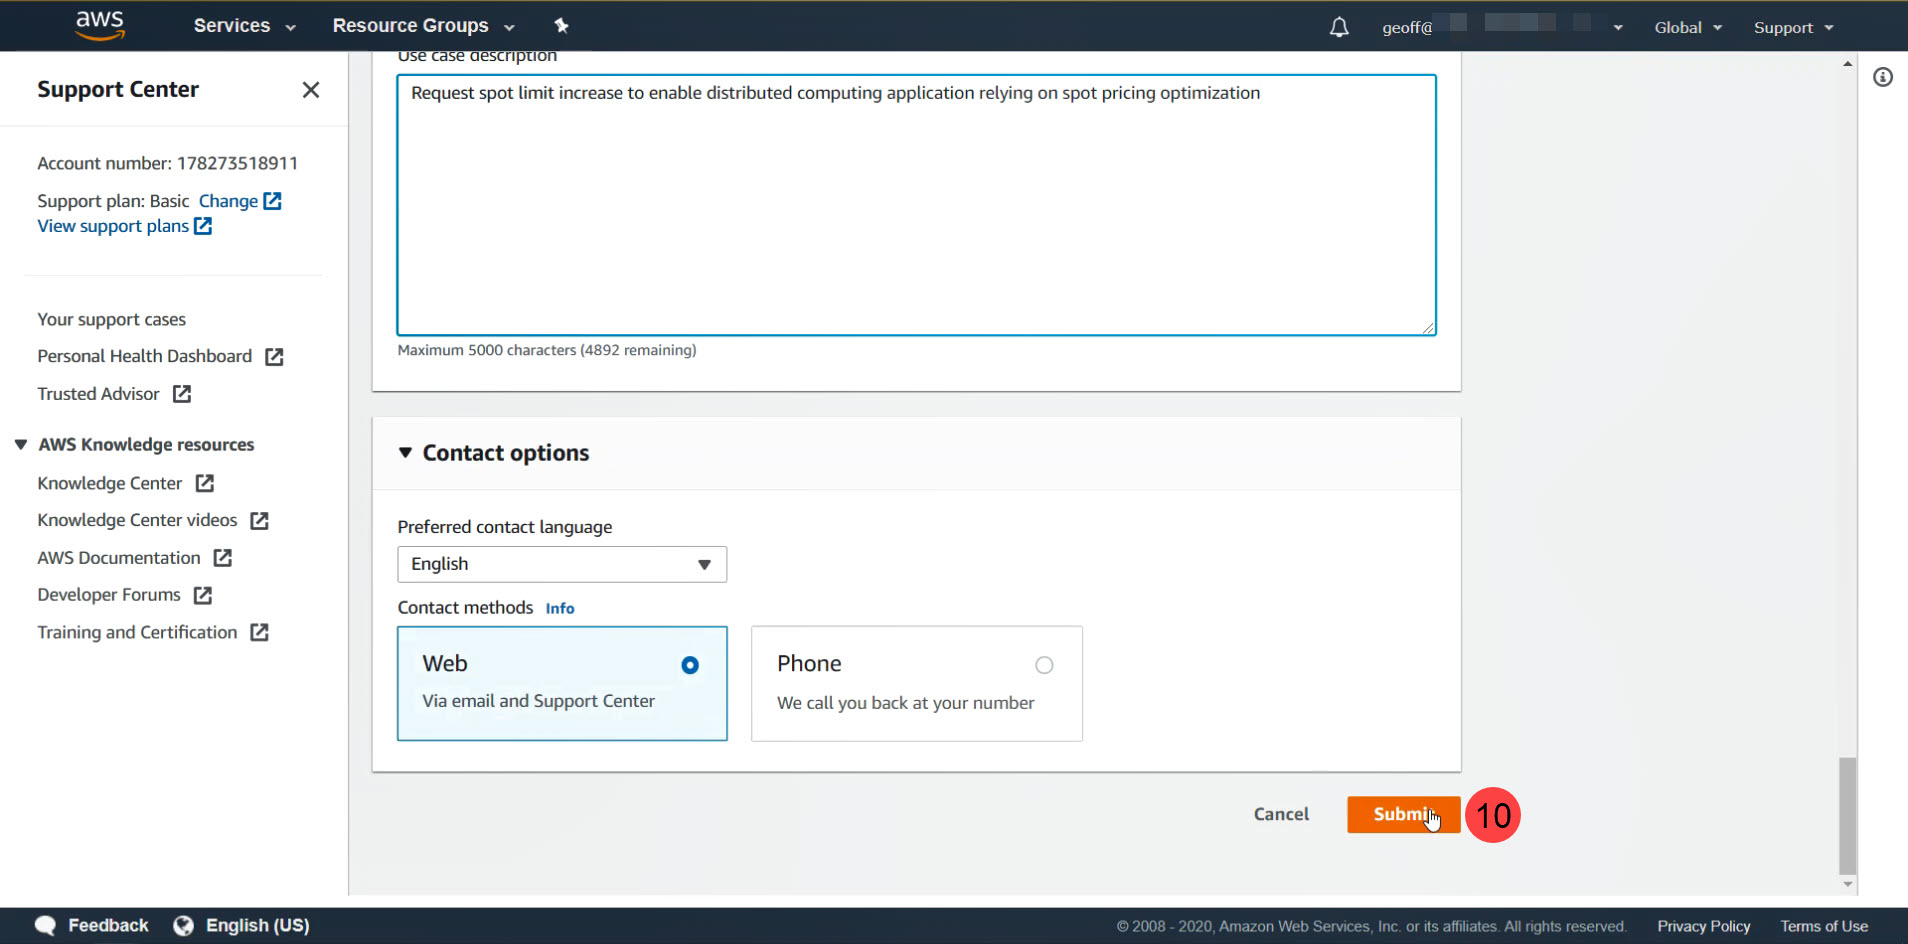 aws Services Resource Groups geoff@ Global Support
Support Center
Account number: 178273518911
Support plan: Basic Change
View support plans
Your support cases
Personal Health Dashboard
Trusted Advisor
AWS Knowledge resources
Knowledge Center
Knowledge Center videos
AWS Documentation
Developer Forums
Training and Certification
Use case description
Request spot limit increase to enable distributed computing application relying on spot pricing optimization
Maximum 5000 characters (4892 remaining)
Contact options
Preferred contact language
English
Contact methods Info
Web
Via email and Support Center
Phone
We call you back at your number
Cancel Submit 10
Feedback English (US) © 2008 - 2020, Amazon Web Services, Inc. or its affiliates. All rights reserved. Privacy Policy Terms of Use